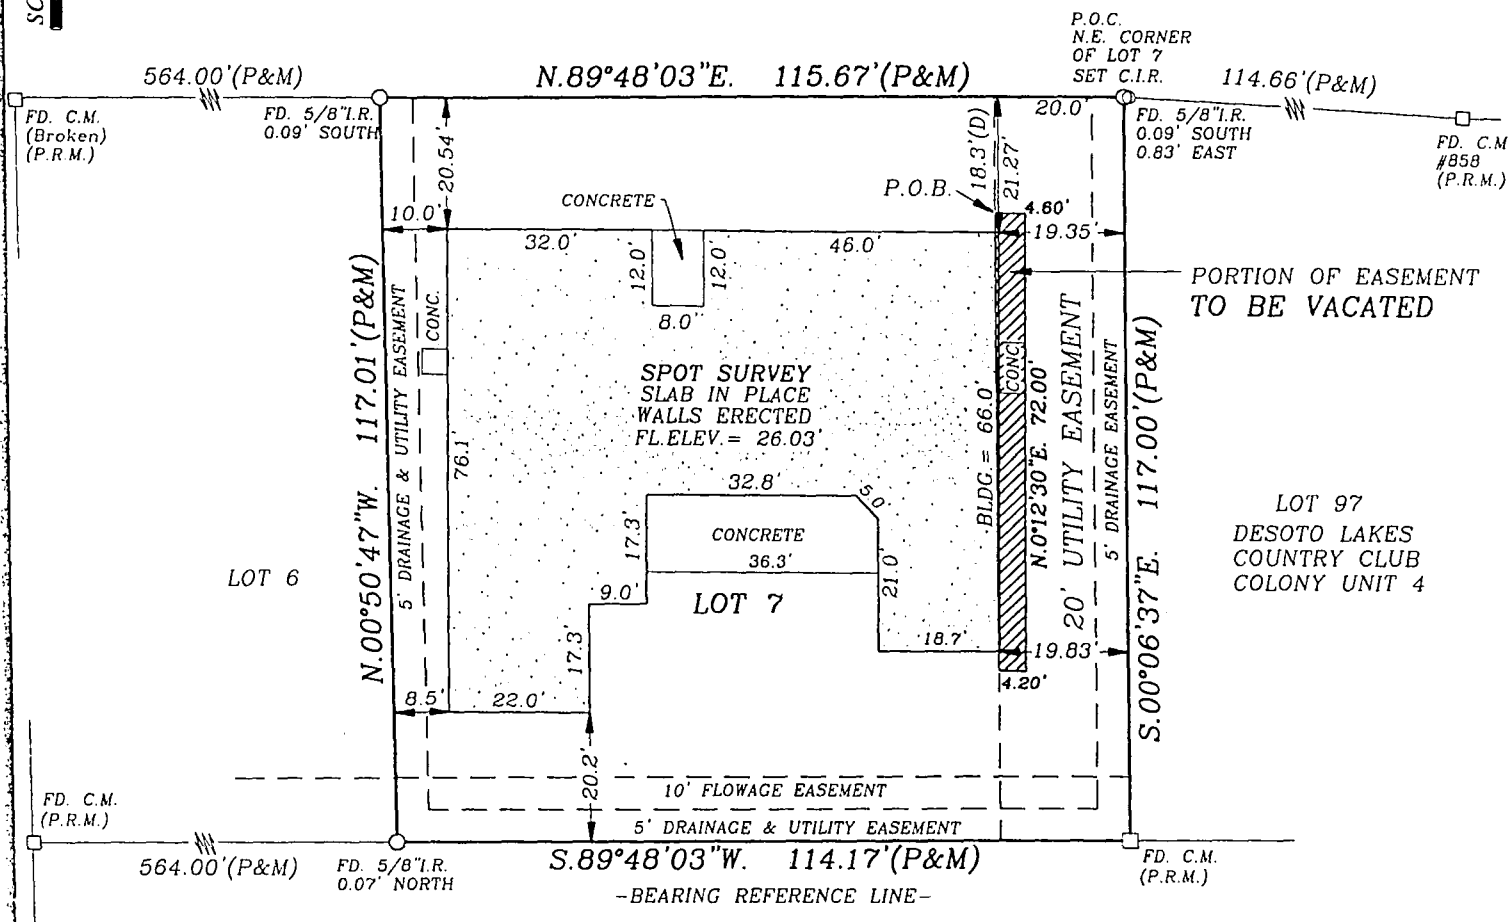 SC
P.O.C.
N.E. CORNER
OF LOT 7
SET C.I.R.
564.00'(P&M)
N.89°48'03"E. 115.67'(P&M)
114.66'(P&M)
FD. C.M.
(Broken)
(P.R.M.)
FD. 5/8"I.R.
0.09' SOUTH
20.54'
18.3'(D)
21.27'
20.0'
FD. 5/8"I.R.
0.09' SOUTH
0.83' EAST
FD. C.M
#858
(P.R.M.)
P.O.B.
CONCRETE
4.60'
10.0'
32.0'
46.0'
19.35'
12.0'
12.0'
8.0'
PORTION OF EASEMENT
TO BE VACATED
N.00°50'47"W. 117.01'(P&M)
5' DRAINAGE & UTILITY EASEMENT
CONC.
76.1'
SPOT SURVEY
SLAB IN PLACE
WALLS ERECTED
FL.ELEV.= 26.03'
BLDG.= 66.0'
CONC
N.0°12'30"E. 72.00'
20' UTILITY EASEMENT
5' DRAINAGE EASEMENT
S.00°06'37"E. 117.00'(P&M)
32.8'
5.0'
17.3'
CONCRETE
36.3'
21.0'
LOT 97
DESOTO LAKES
COUNTRY CLUB
COLONY UNIT 4
LOT 6
9.0'
LOT 7
17.3'
18.7'
19.83'
4.20'
8.5'
22.0'
20.2'
10' FLOWAGE EASEMENT
FD. C.M.
(P.R.M.)
5' DRAINAGE & UTILITY EASEMENT
564.00'(P&M)
FD. 5/8"I.R.
0.07' NORTH
S.89°48'03"W. 114.17'(P&M)
-BEARING REFERENCE LINE-
FD. C.M.
(P.R.M.)